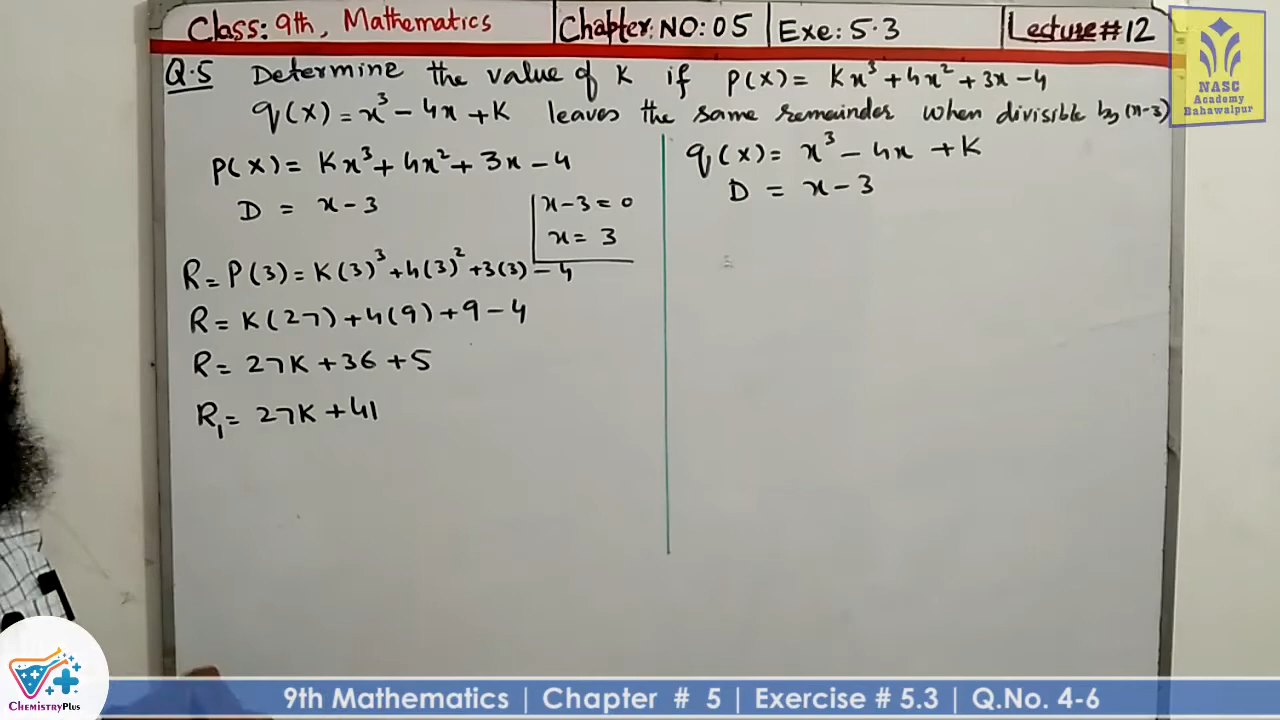 Class: 9th, Mathematics | Chapter: NO: 05 | Exe: 5.3 | Lecture # 12
NASC
Academy
Bahawalpur
Q.5 Determine the value of K if P(x) = Kx³ + 4x² + 3x - 4
q(x) = x³ - 4x + K leaves the same remainder when divisible by (x-3)
P(x) = Kx³ + 4x² + 3x - 4
D = x - 3
x - 3 = 0
x = 3
R = P(3) = K(3)³ + 4(3)² + 3(3) - 4
R = K(27) + 4(9) + 9 - 4
R = 27K + 36 + 5
R₁ = 27K + 41
q(x) = x³ - 4x + K
D = x - 3
=
CHEMISTRY PLUS
9th Mathematics | Chapter # 5 | Exercise # 5.3 | Q.No. 4-6